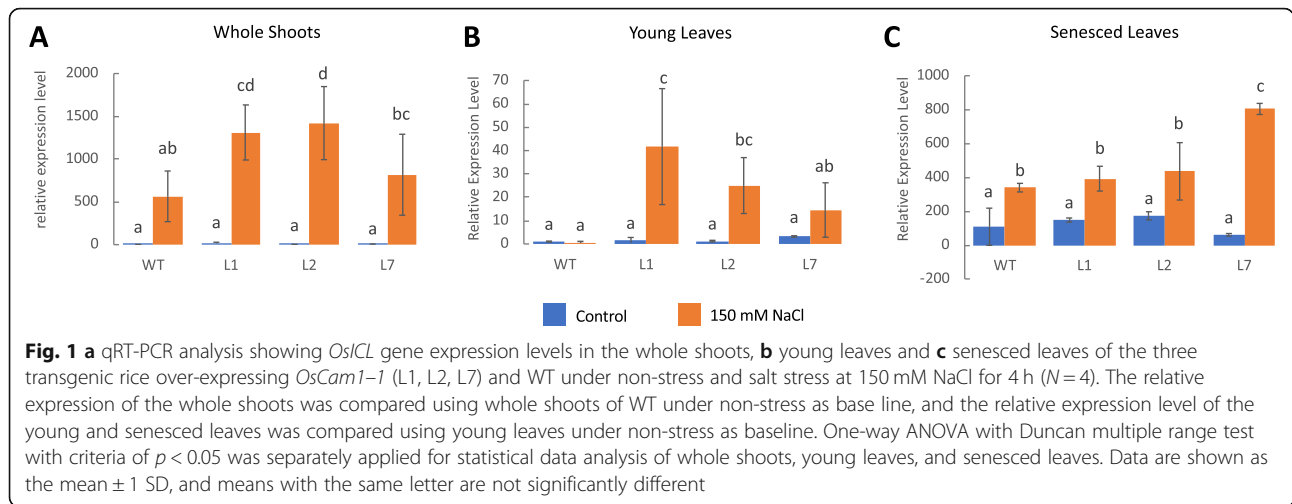 A Whole Shoots
relative expression level
2000
1500
1000
500
0
a ab a cd a d a bc
WT L1 L2 L7
B Young Leaves
Relative Expression Level
70
60
50
40
30
20
10
0
a a a c a bc a ab
WT L1 L2 L7
C Senesced Leaves
Relative Expression Level
1000
800
600
400
200
0
-200
a b a b a b a c
WT L1 L2 L7
Control 150 mM NaCl
Fig. 1 a qRT-PCR analysis showing OsICL gene expression levels in the whole shoots, b young leaves and c senesced leaves of the three
transgenic rice over-expressing OsCam1–1 (L1, L2, L7) and WT under non-stress and salt stress at 150 mM NaCl for 4 h (N = 4). The relative
expression of the whole shoots was compared using whole shoots of WT under non-stress as base line, and the relative expression level of the
young and senesced leaves was compared using young leaves under non-stress as baseline. One-way ANOVA with Duncan multiple range test
with criteria of p < 0.05 was separately applied for statistical data analysis of whole shoots, young leaves, and senesced leaves. Data are shown as
the mean ± 1 SD, and means with the same letter are not significantly different